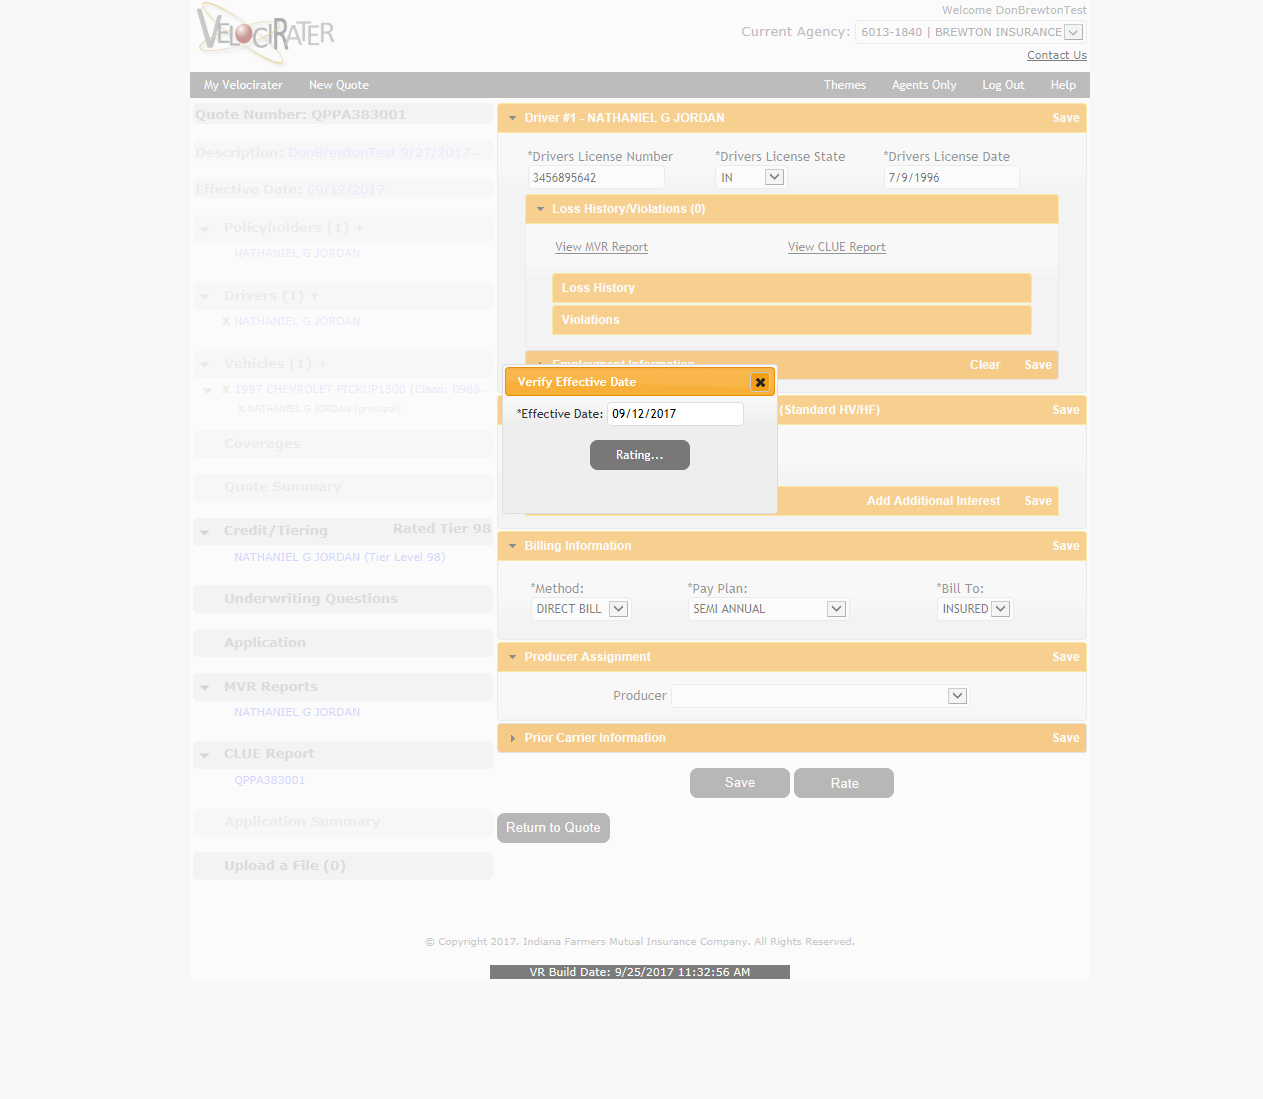 VELOCIRATER
Welcome DonBrewtonTest
Current Agency: 6013-1840 | BREWTON INSURANCE
Contact Us
My Velocirater New Quote Themes Agents Only Log Out Help
Quote Number: QPPA383001
Description: DonBrewtonTest 9/27/2017--
Effective Date: 09/12/2017
Policyholders (1) +
NATHANIEL G JORDAN
Drivers (1) +
X NATHANIEL G JORDAN
Vehicles (1) +
X 1997 CHEVROLET PICKUP1500 (Class: 0988...
X NATHANIEL G JORDAN (principal)
Coverages
Quote Summary
Credit/Tiering Rated Tier 98
NATHANIEL G JORDAN (Tier Level 98)
Underwriting Questions
Application
MVR Reports
NATHANIEL G JORDAN
CLUE Report
QPPA383001
Application Summary
Upload a File (0)
Driver #1 - NATHANIEL G JORDAN Save
*Drivers License Number *Drivers License State *Drivers License Date
3456895642 IN 7/9/1996
Loss History/Violations (0)
View MVR Report View CLUE Report
Loss History
Violations
Employment Information Clear Save
Verify Effective Date
*Effective Date: 09/12/2017
Rating...
(Standard HV/HF) Save
Add Additional Interest Save
Billing Information Save
*Method: *Pay Plan: *Bill To:
DIRECT BILL SEMI ANNUAL INSURED
Producer Assignment Save
Producer
Prior Carrier Information Save
Save Rate
Return to Quote
© Copyright 2017. Indiana Farmers Mutual Insurance Company. All Rights Reserved.
VR Build Date: 9/25/2017 11:32:56 AM